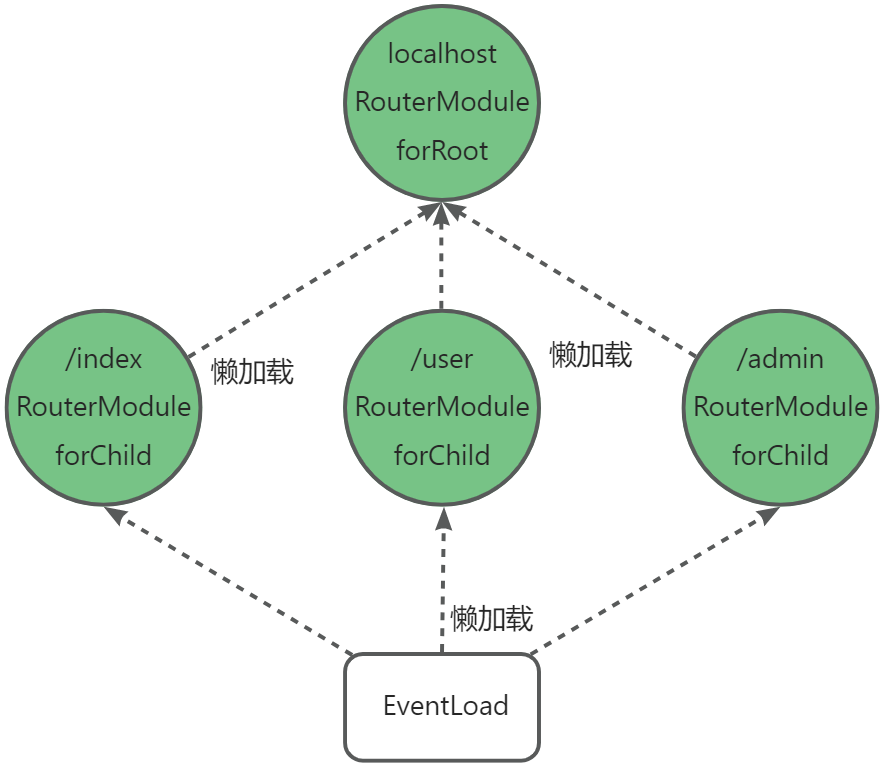 localhost
RouterModule
forRoot
懒加载
懒加载
/index
RouterModule
forChild
/user
RouterModule
forChild
/admin
RouterModule
forChild
懒加载
EventLoad